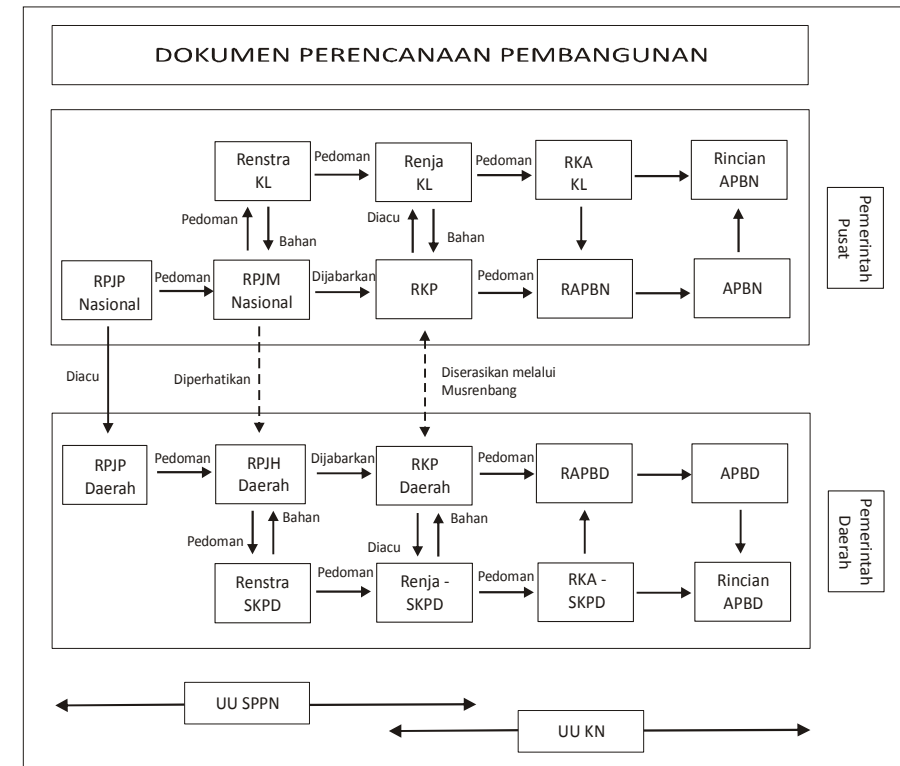 DOKUMEN PERENCANAAN PEMBANGUNAN
Renstra
KL
Pedoman
Renja
KL
Pedoman
RKA
KL
Rincian
APBN
Pedoman
Bahan
Diacu
Bahan
RPJP
Nasional
Pedoman
RPJM
Nasional
Dijabarkan
RKP
Pedoman
RAPBN
APBN
Pemerintah
Pusat
Diacu
Diperhatikan
Diserasikan melalui
Musrenbang
RPJP
Daerah
Pedoman
RPJH
Daerah
Dijabarkan
RKP
Daerah
Pedoman
RAPBD
APBD
Pedoman
Bahan
Diacu
Bahan
Renstra
SKPD
Pedoman
Renja -
SKPD
Pedoman
RKA -
SKPD
Rincian
APBD
Pemerintah
Daerah
UU SPPN
UU KN